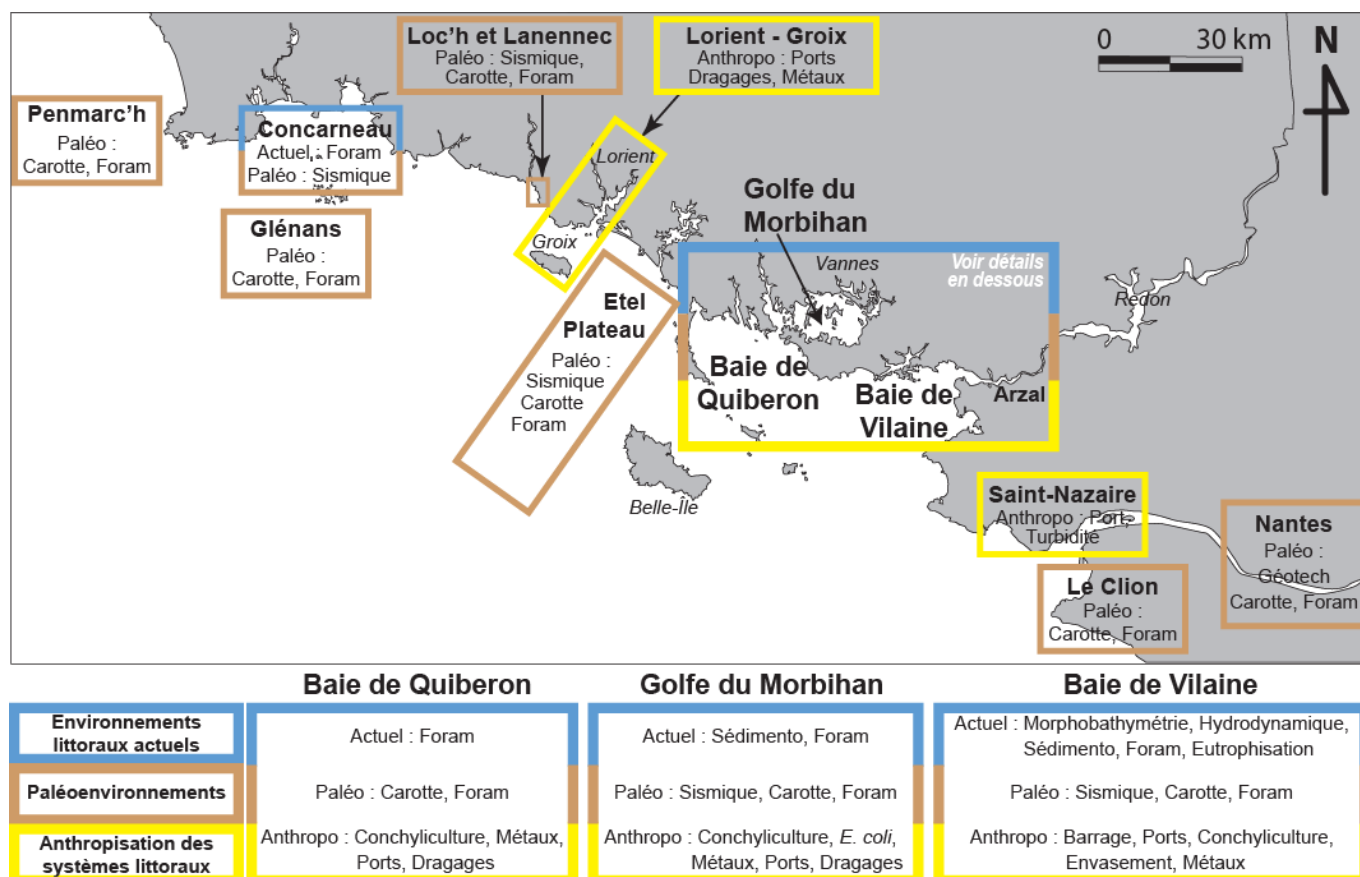 Loc'h et Lanennec
Paléo : Sismique,
Carotte, Foram
Lorient - Groix
Anthropo : Ports
Dragages, Métaux
0 30 km
N
Penmarc'h
Paléo :
Carotte, Foram
Concarneau
Actuel : Foram
Paléo : Sismique
Glénans
Paléo :
Carotte, Foram
Lorient
Groix
Golfe du
Morbihan
Vannes
Voir détails
en dessous
Redon
Etel
Plateau
Paléo :
Sismique
Carotte
Foram
Baie de
Quiberon
Baie de
Vilaine
Arzal
Belle-Île
Saint-Nazaire
Anthropo : Port,
Turbidité
Nantes
Paléo :
Géotech
Carotte, Foram
Le Clion
Paléo :
Carotte, Foram
Baie de Quiberon Golfe du Morbihan Baie de Vilaine
Environnements
littoraux actuels
Actuel : Foram
Actuel : Sédimento, Foram
Actuel : Morphobathymétrie, Hydrodynamique,
Sédimento, Foram, Eutrophisation
Paléoenvironnements
Paléo : Carotte, Foram
Paléo : Sismique, Carotte, Foram
Paléo : Sismique, Carotte, Foram
Anthropisation des
systèmes littoraux
Anthropo : Conchyliculture, Métaux,
Ports, Dragages
Anthropo : Conchyliculture, E. coli,
Métaux, Ports, Dragages
Anthropo : Barrage, Ports, Conchyliculture,
Envasement, Métaux